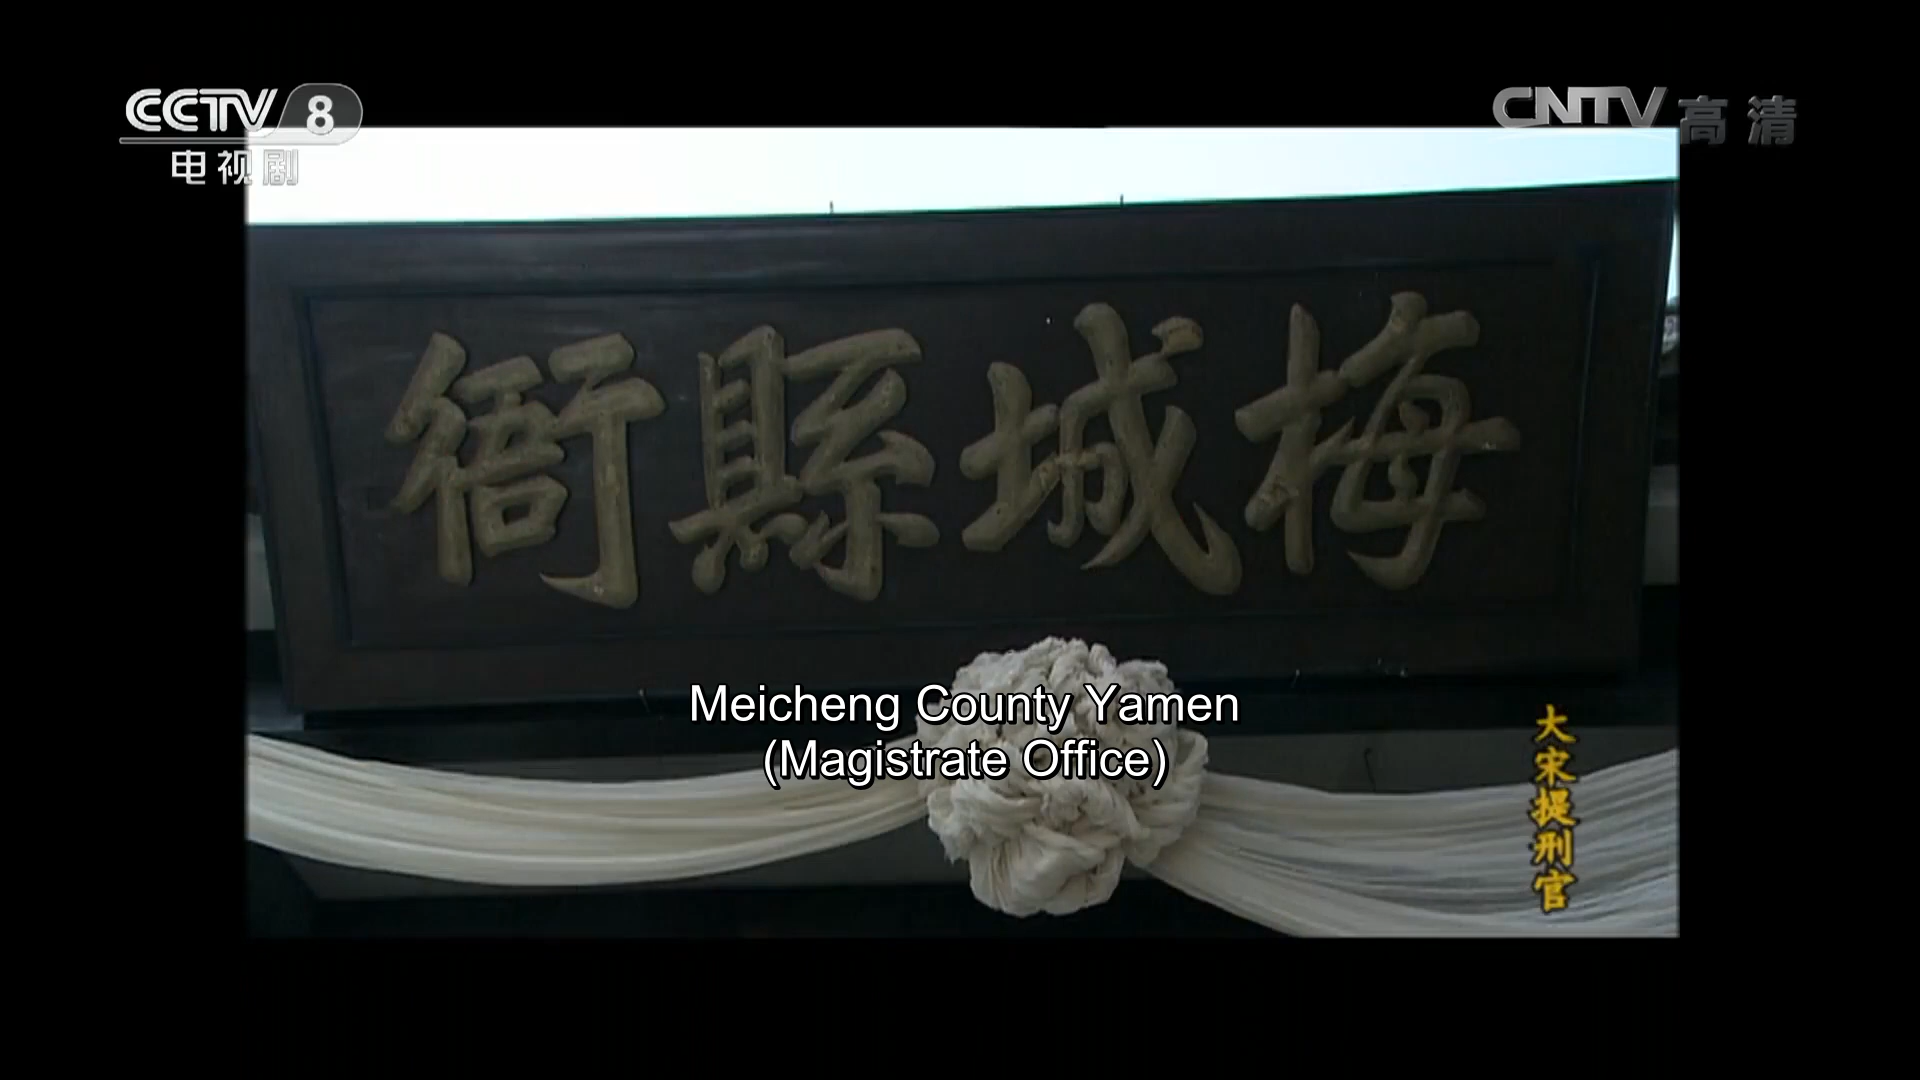 CCTV 8
电视剧
CNTV 高清
梅城縣衙
Meicheng County Yamen
(Magistrate Office)
大宋提刑官